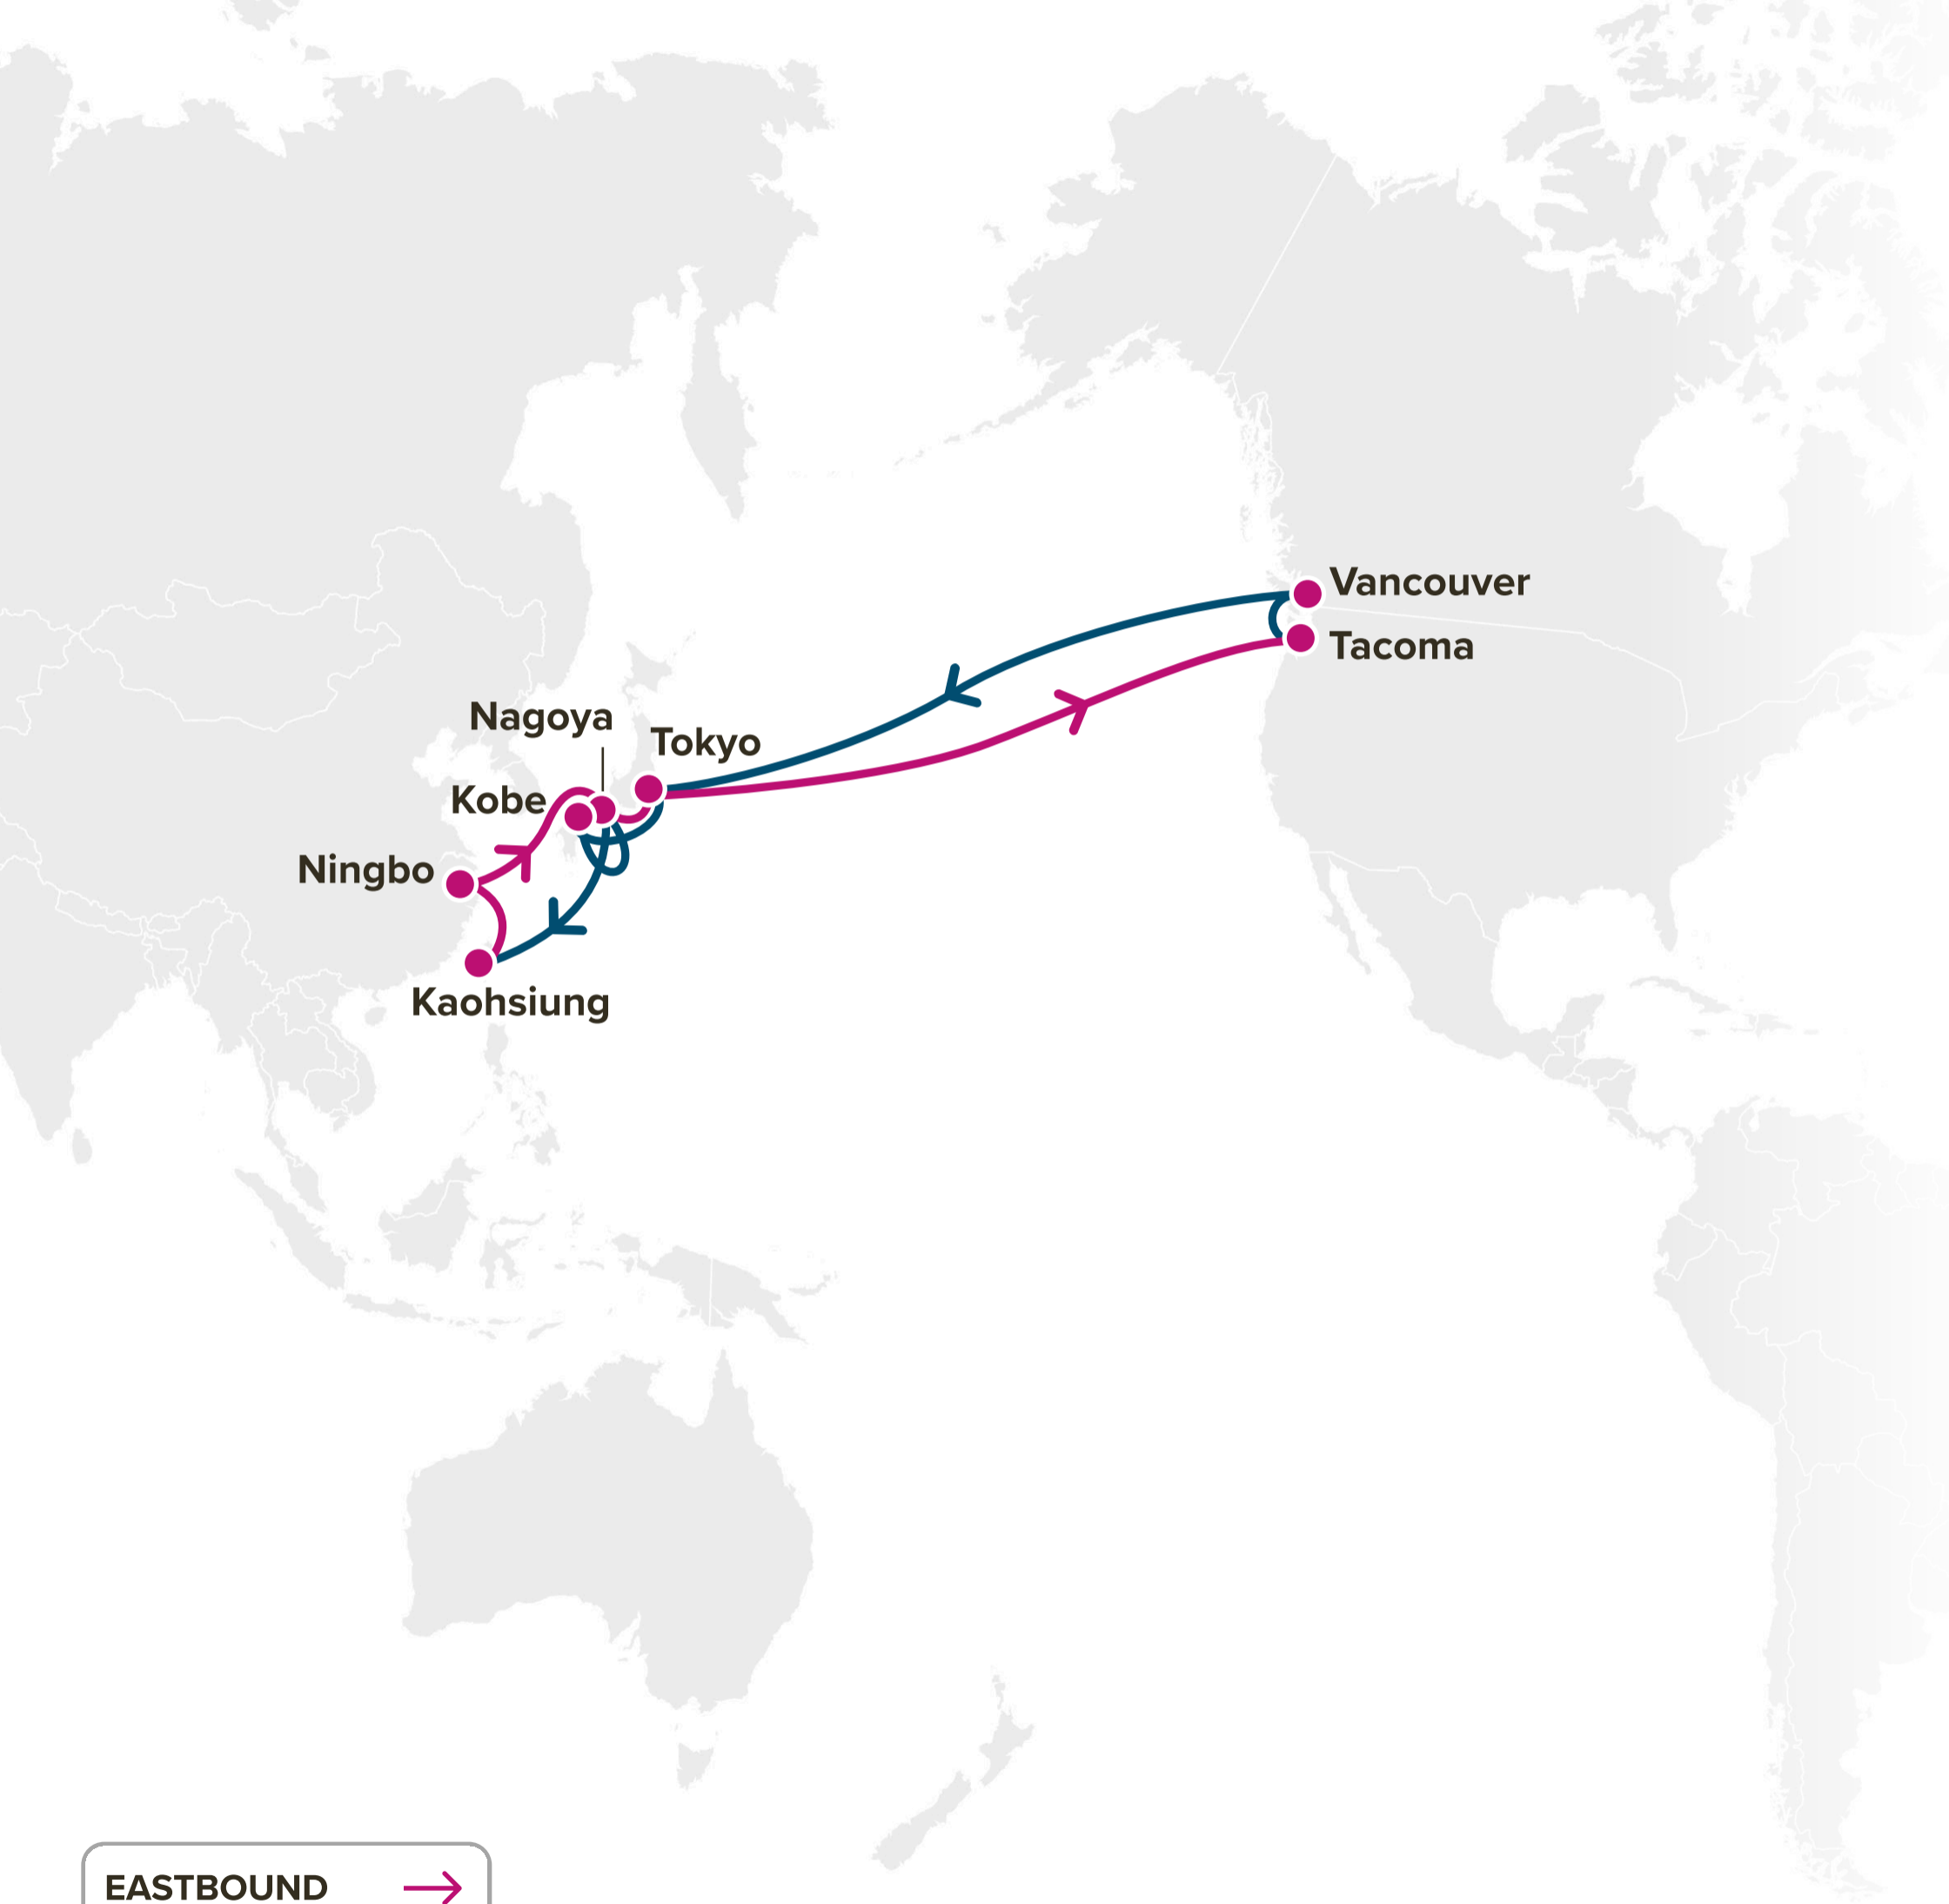 Vancouver
Tacoma
Nagoya
Tokyo
Kobe
Ningbo
Kaohsiung
EASTBOUND